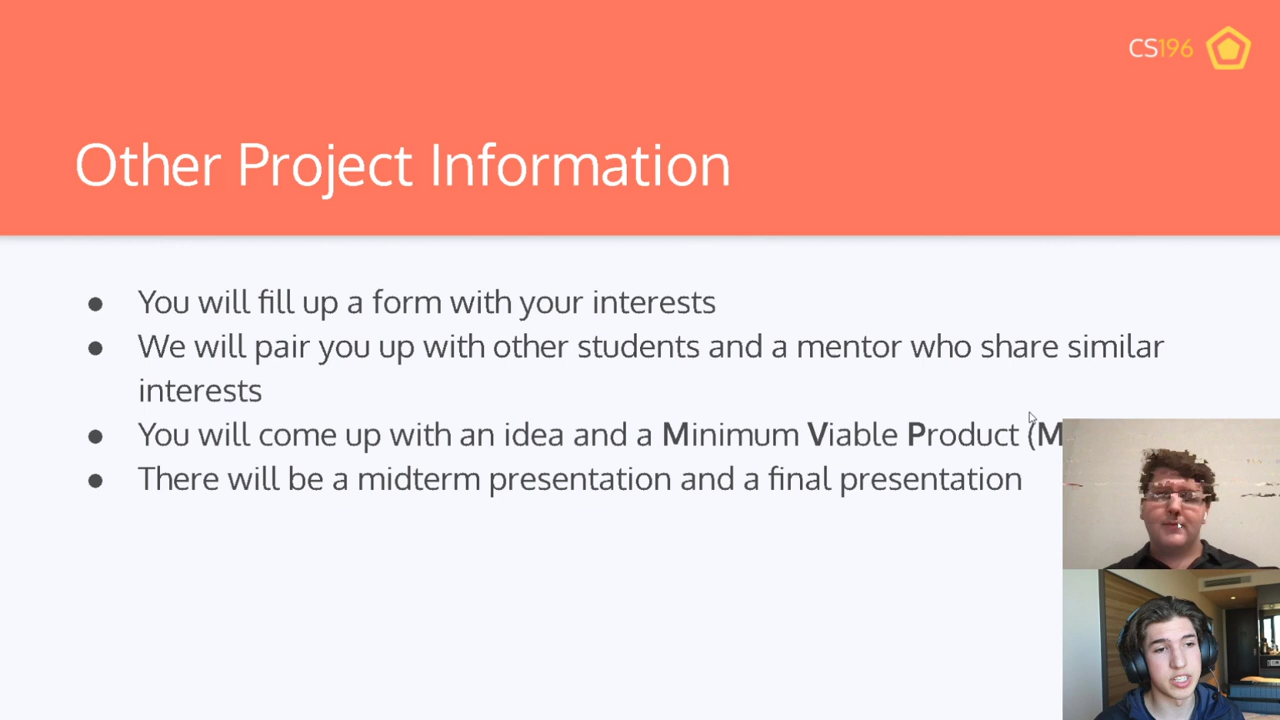 CS196
Other Project Information
● You will fill up a form with your interests
● We will pair you up with other students and a mentor who share similar
interests
● You will come up with an idea and a Minimum Viable Product (M
● There will be a midterm presentation and a final presentation